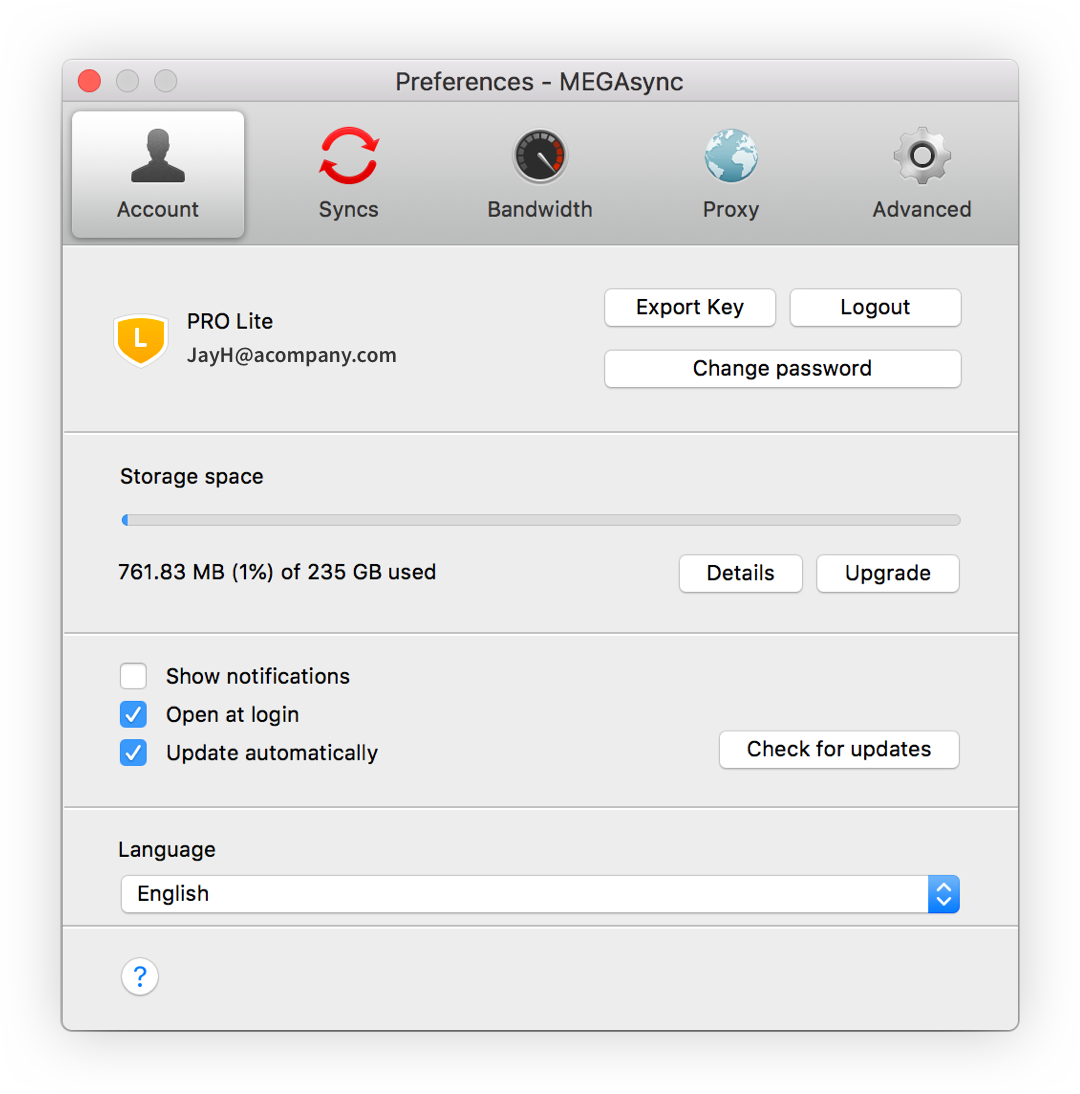 Preferences - MEGAsync
Account
Syncs
Bandwidth
Proxy
Advanced
L
PRO Lite
JayH@acompany.com
Export Key
Logout
Change password
Storage space
761.83 MB (1%) of 235 GB used
Details
Upgrade
Show notifications
Open at login
Update automatically
Check for updates
Language
English
?